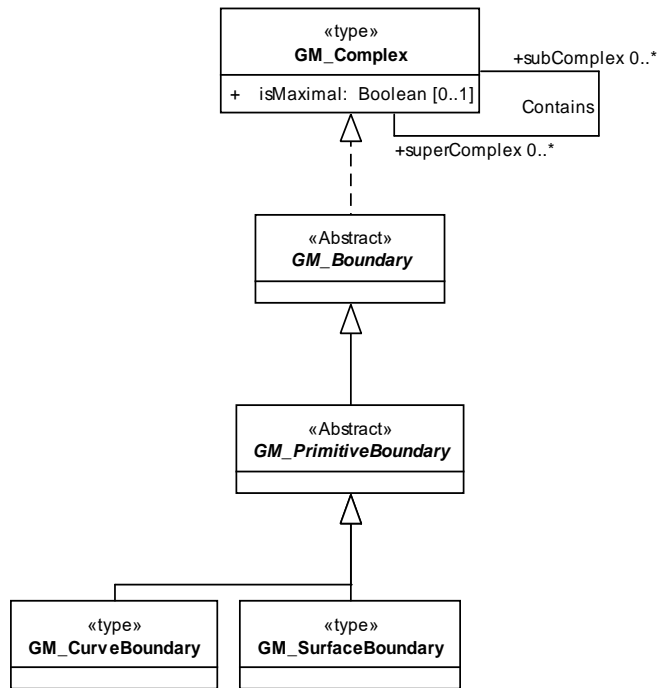 «type»
GM_Complex
+ isMaximal: Boolean [0..1]
+subComplex 0..*
Contains
+superComplex 0..*
«Abstract»
GM_Boundary
«Abstract»
GM_PrimitiveBoundary
«type»
GM_CurveBoundary
«type»
GM_SurfaceBoundary